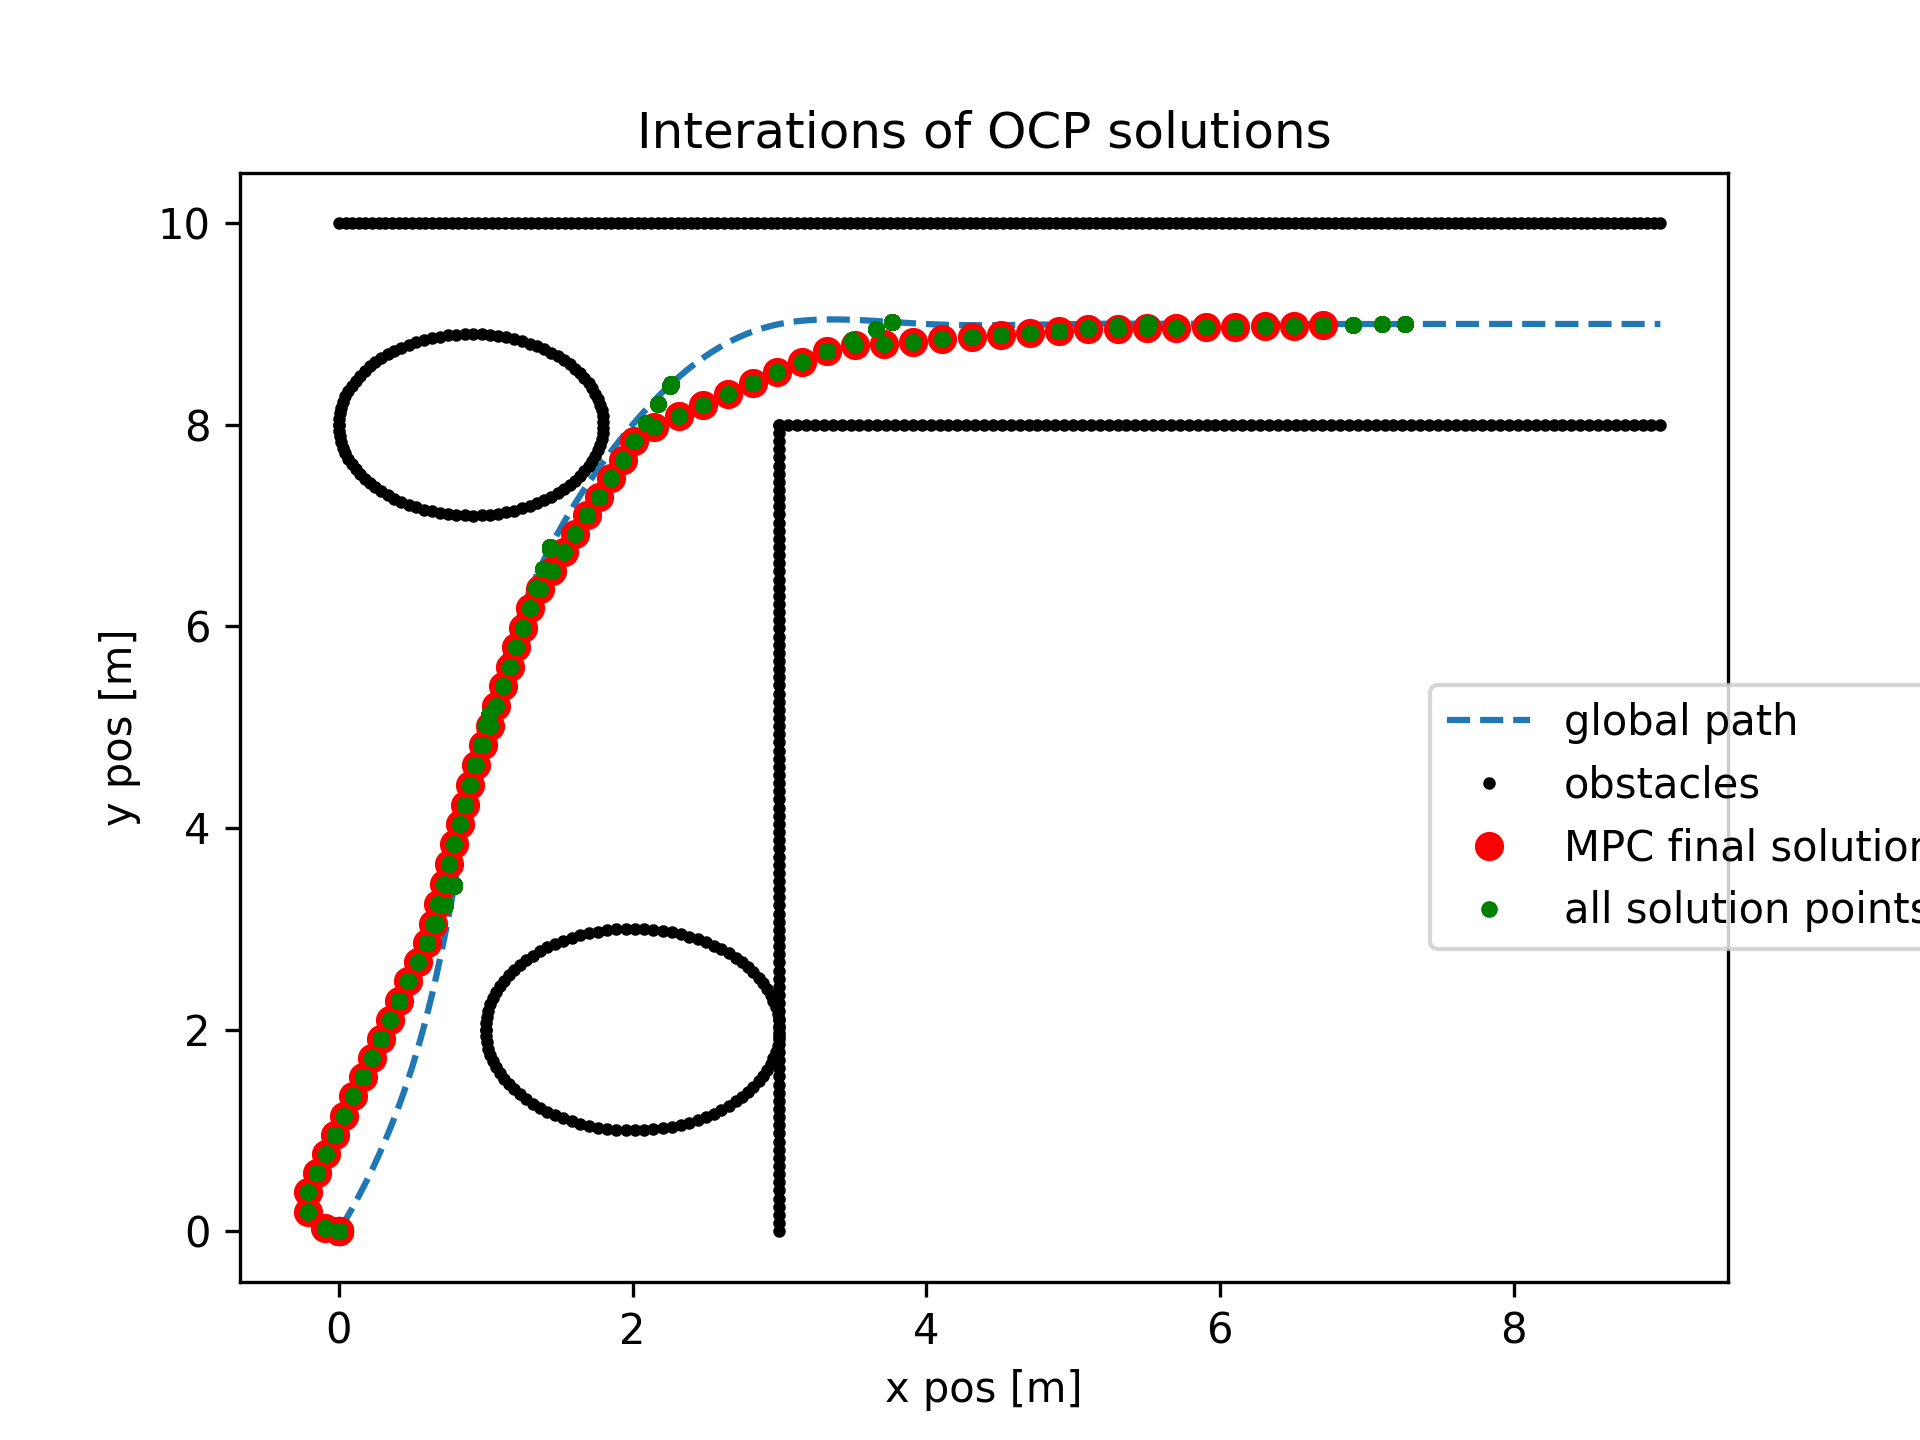 Interations of OCP solutions
10
8
6
4
2
0
y pos [m]
0 2 4 6 8
x pos [m]
global path
obstacles
MPC final solution
all solution points